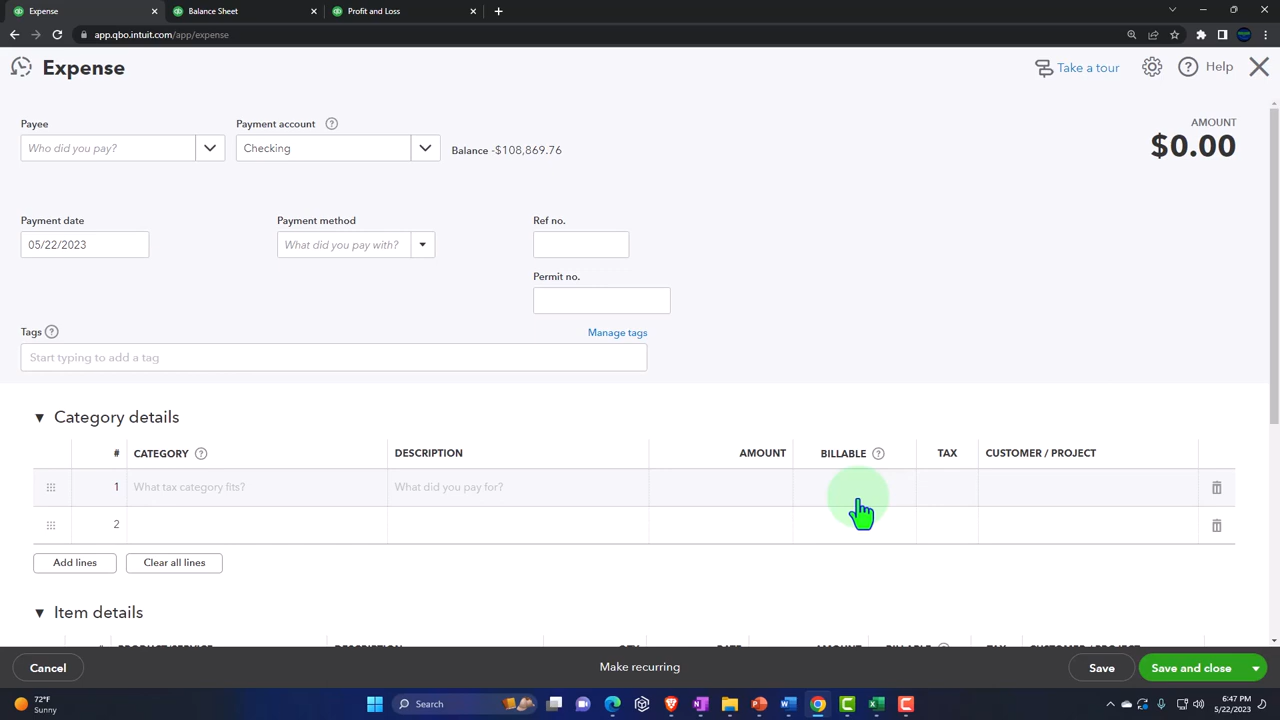 Expense
Balance Sheet
Profit and Loss
app.qbo.intuit.com/app/expense
Expense
Take a tour
Help
Payee
Payment account
AMOUNT
Who did you pay?
Checking
Balance -$108,869.76
$0.00
Payment date
Payment method
Ref no.
05/22/2023
What did you pay with?
Permit no.
Tags
Manage tags
Start typing to add a tag
Category details
# CATEGORY DESCRIPTION AMOUNT BILLABLE TAX CUSTOMER / PROJECT
1 What tax category fits? What did you pay for?
2
Add lines
Clear all lines
Item details
# PRODUCT/SERVICE DESCRIPTION QTY RATE AMOUNT BILLABLE TAX CUSTOMER / PROJECT
Cancel
Make recurring
Save
Save and close
72°F
Sunny
Search
6:47 PM
5/22/2023